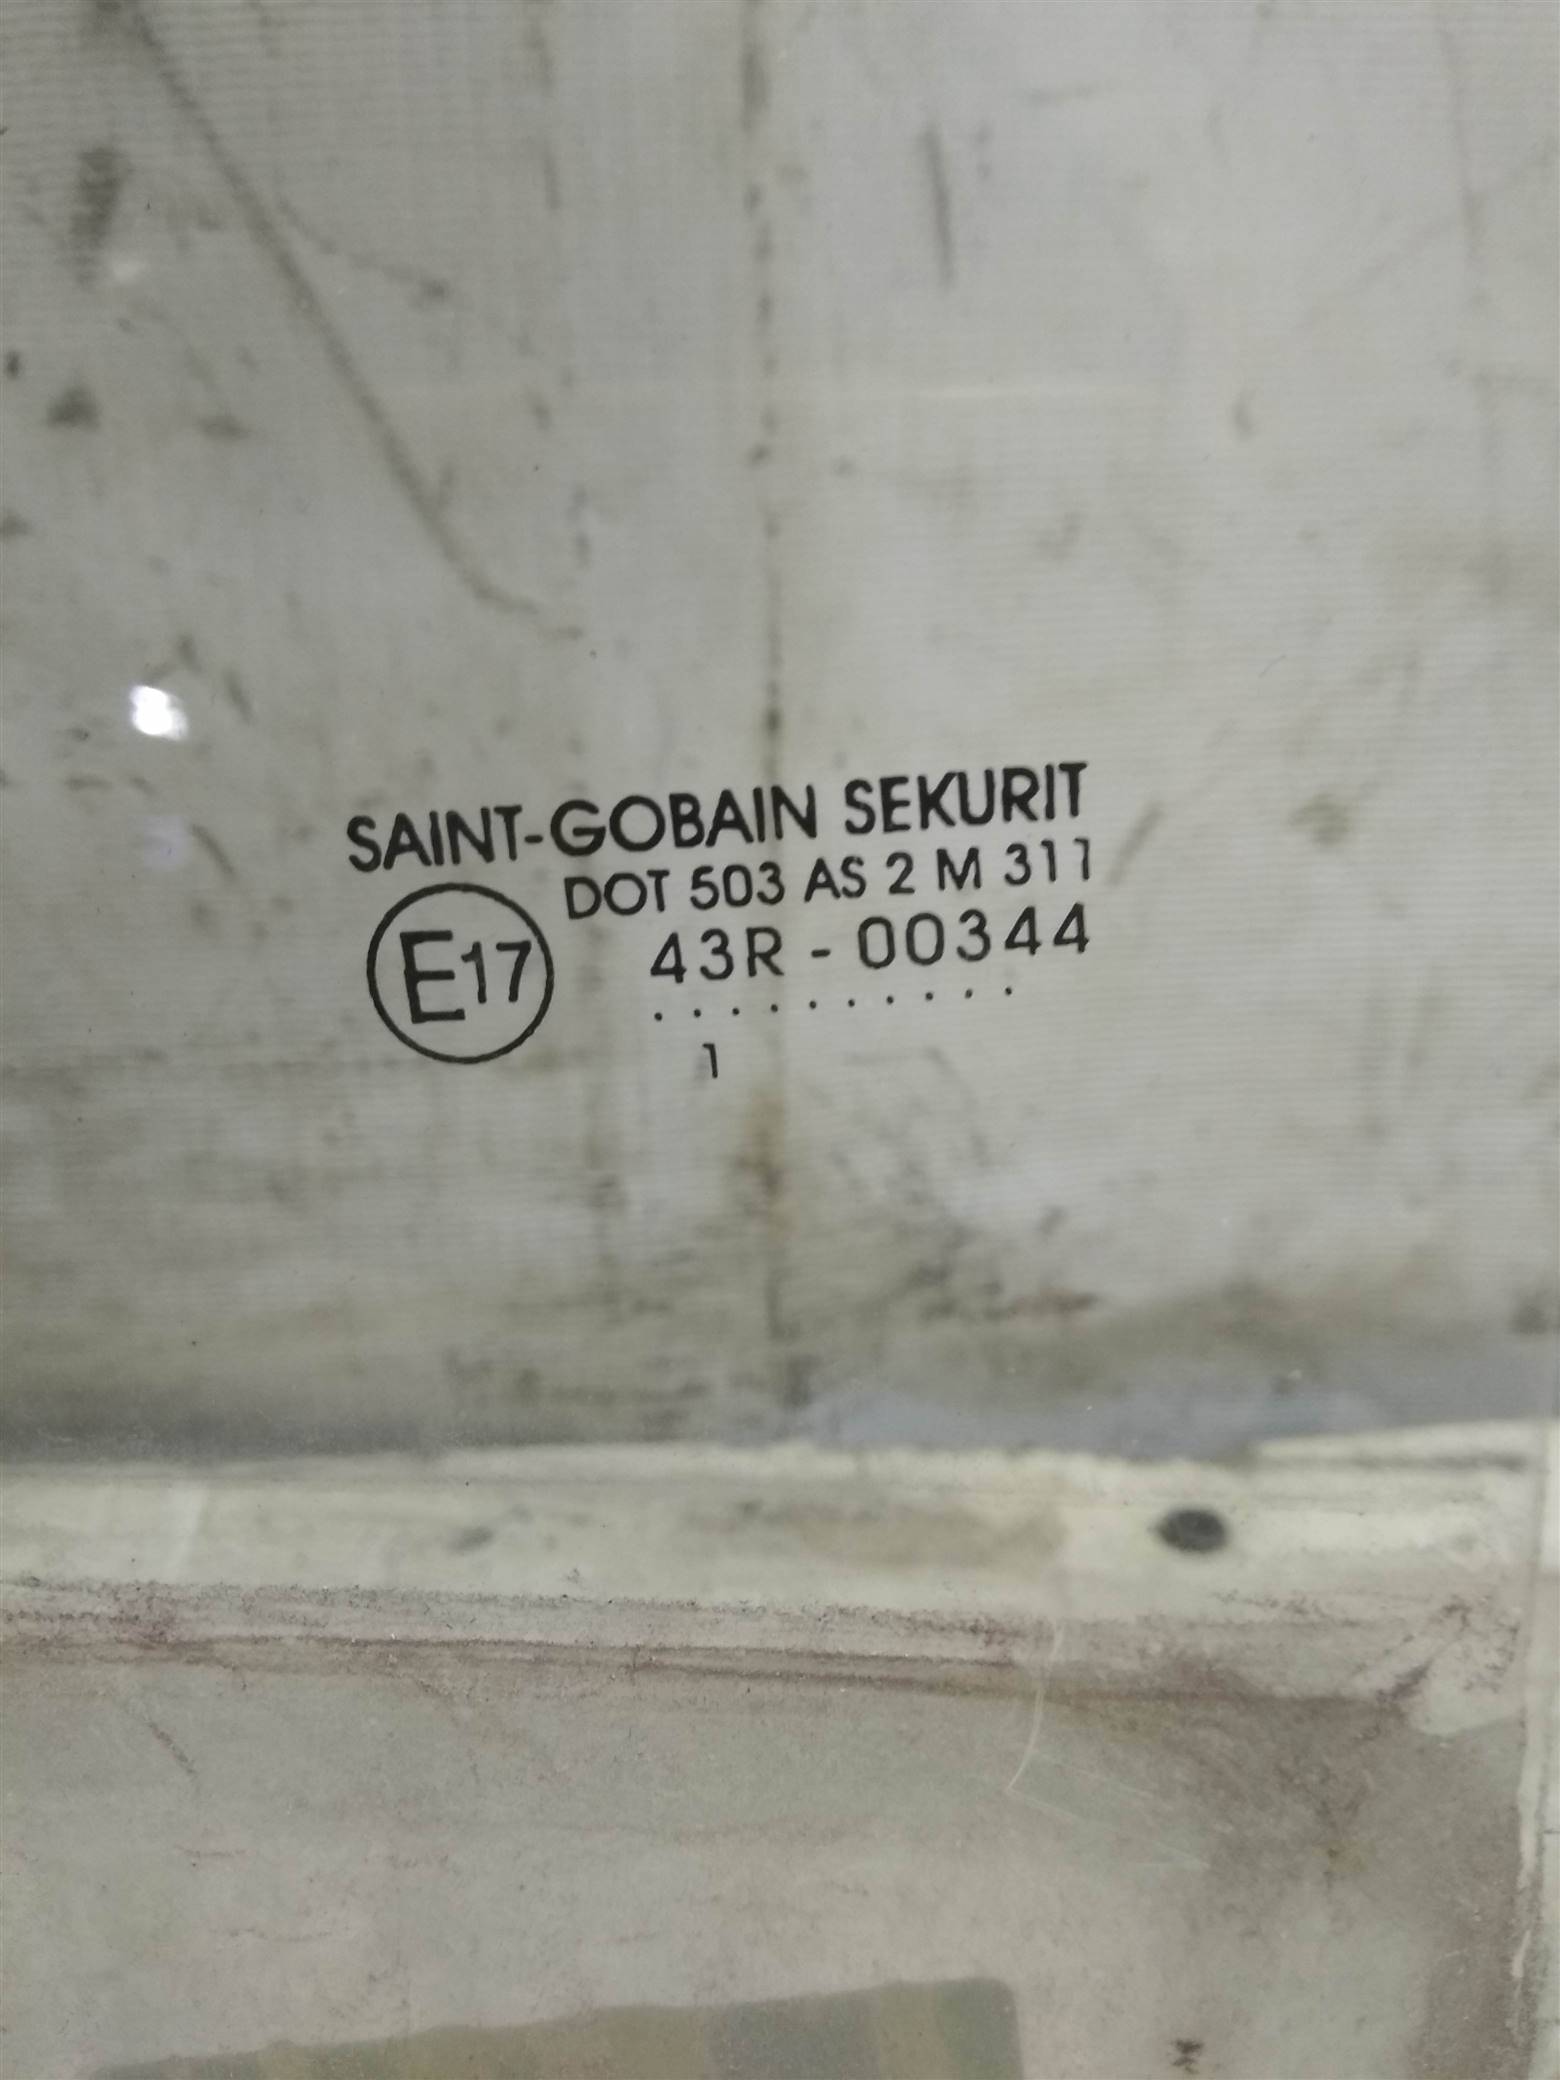 SAINT-GOBAIN SEKURIT
DOT 503 AS 2 M 311
E17 43R - 00344
. . . . . . . . . .
1